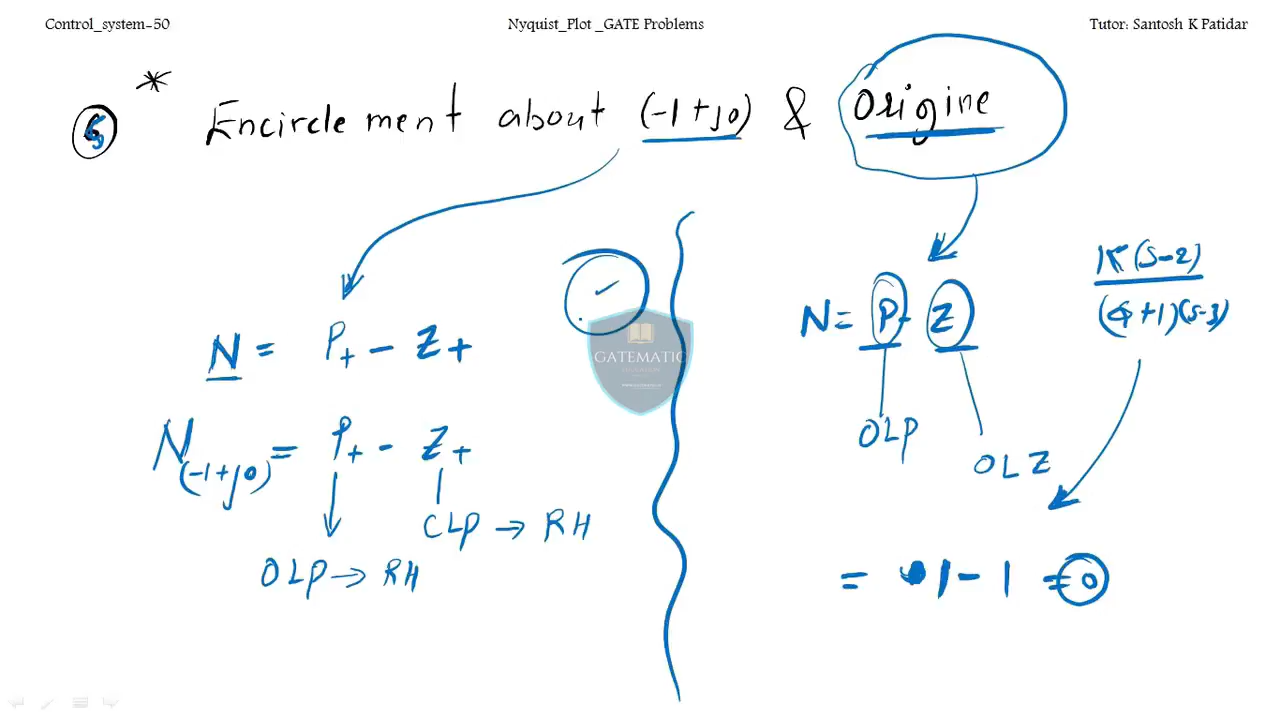 Control_system-50
Nyquist_Plot _GATE Problems
Tutor: Santosh K Patidar
*
Encirclement about (-1+j0) & Origine
N = P+ - Z+
N(-1+j0) = P+ - Z+
CLP → RH
OLP → RH
GATEMATIC
N = P - Z
OLP
OLZ
K(S-2)
(S+1)(S-3)
= 1 - 1 = 0